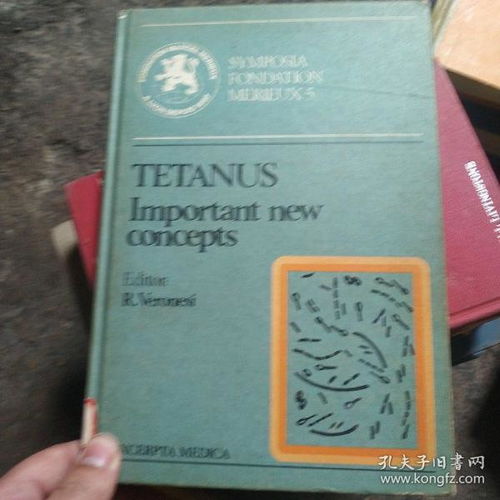 SYMPOSIA
FONDATION
MERIEUX 5
TETANUS
Important new
concepts
Editor
R. Veronesi
XCERPTA MEDICA
孔夫子旧书网
www.kongfz.com